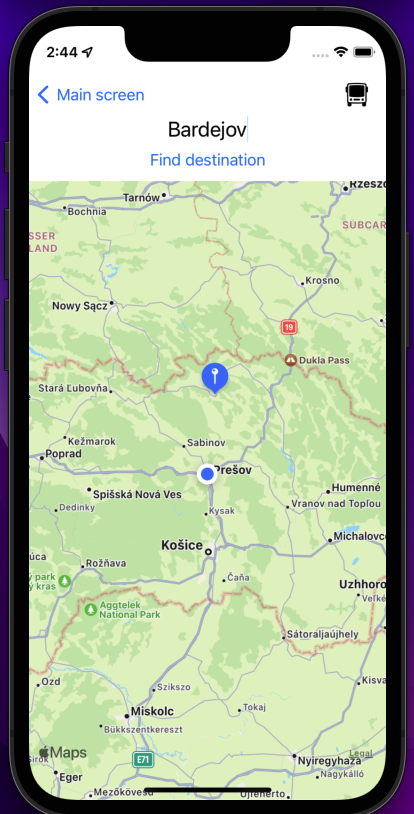 2:44
Main screen
Bardejov
Find destination
Rzeszó
Tarnów
Bochnia
SUBCAR
SSER
LAND
Krosno
Nowy Sącz
19
Dukla Pass
Stará Ľubovňa
Kežmarok
Sabinov
Poprad
Prešov
Spišská Nová Ves
Humenné
Vranov nad Topľou
Dedinky
Kysak
Michalovc
Košice
úca
Rožňava
Čaňa
y park
ý kras
Uzhhoro
Veľké
Aggtelek
National Park
Sátoraljaújhely
Ózd
Szikszo
Kisva
Miskolc
Tokaj
Bükkszentkereszt
Maps
Sirok
E71
Nyíregyháza
Legal
Nagykálló
Eger
Mezőkövesd
Újfehértó